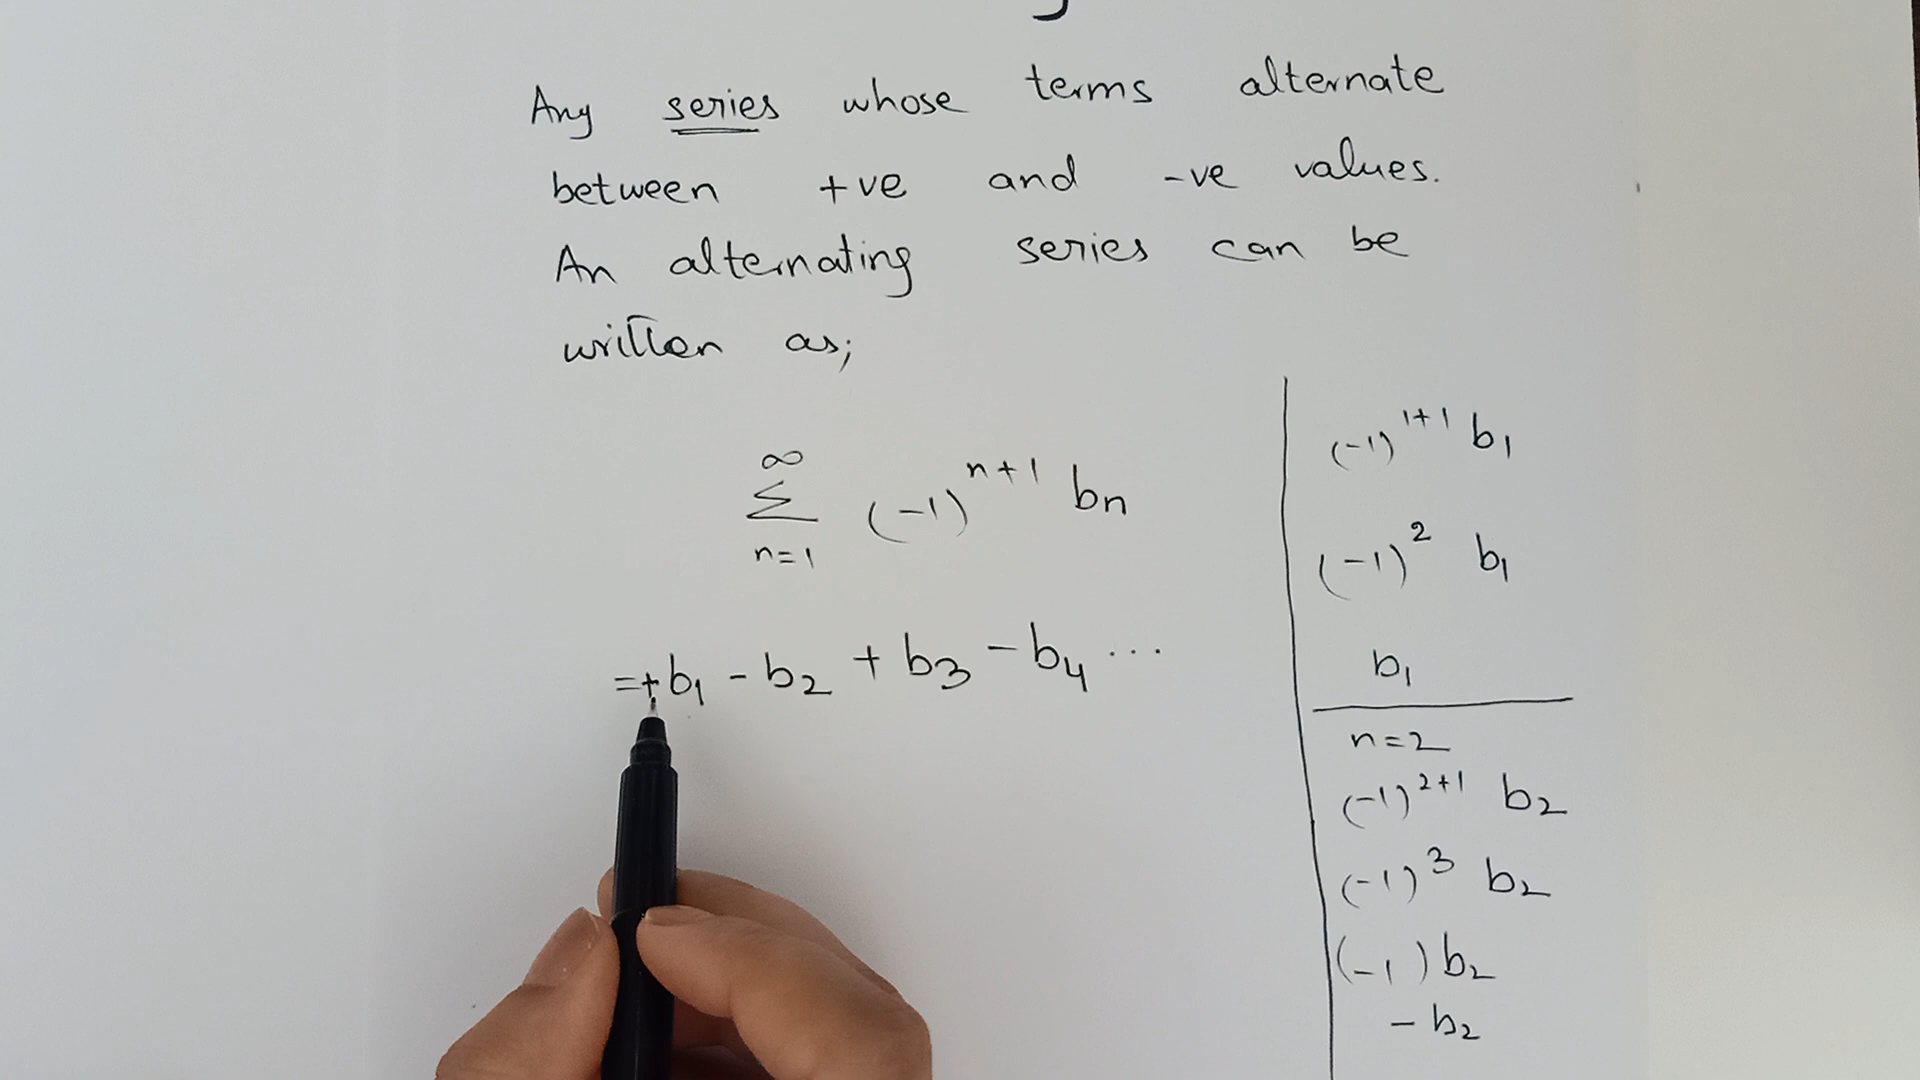 Any series whose terms alternate
between +ve and -ve values.
An alternating series can be
written as;
∞
∑ (-1)^{n+1} bn
n=1
=+b₁ - b₂ + b₃ - b₄ ...
(-1)^{1+1} b₁
(-1)² b₁
b₁
n=2
(-1)^{2+1} b₂
(-1)³ b₂
(-1) b₂
- b₂